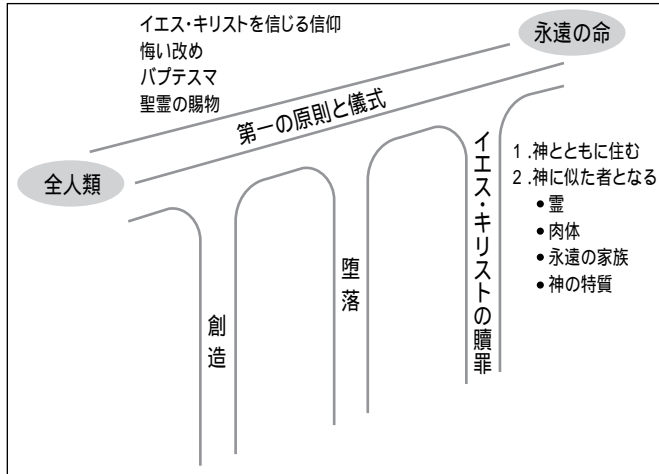 イエス・キリストを信じる信仰
悔い改め
バプテスマ
聖霊の賜物
永遠の命
第一の原則と儀式
全人類
創造
堕落
イエス・キリストの贖罪
1.神とともに住む
2.神に似た者となる
•霊
•肉体
•永遠の家族
•神の特質